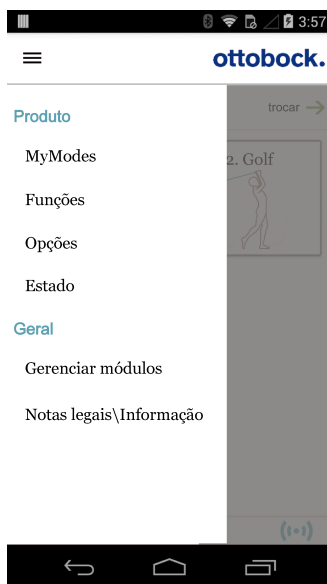 3:57
ottobock.
Produto
trocar
MyModes
2. Golf
Funções
Opções
Estado
Geral
Gerenciar módulos
Notas legais\Informação